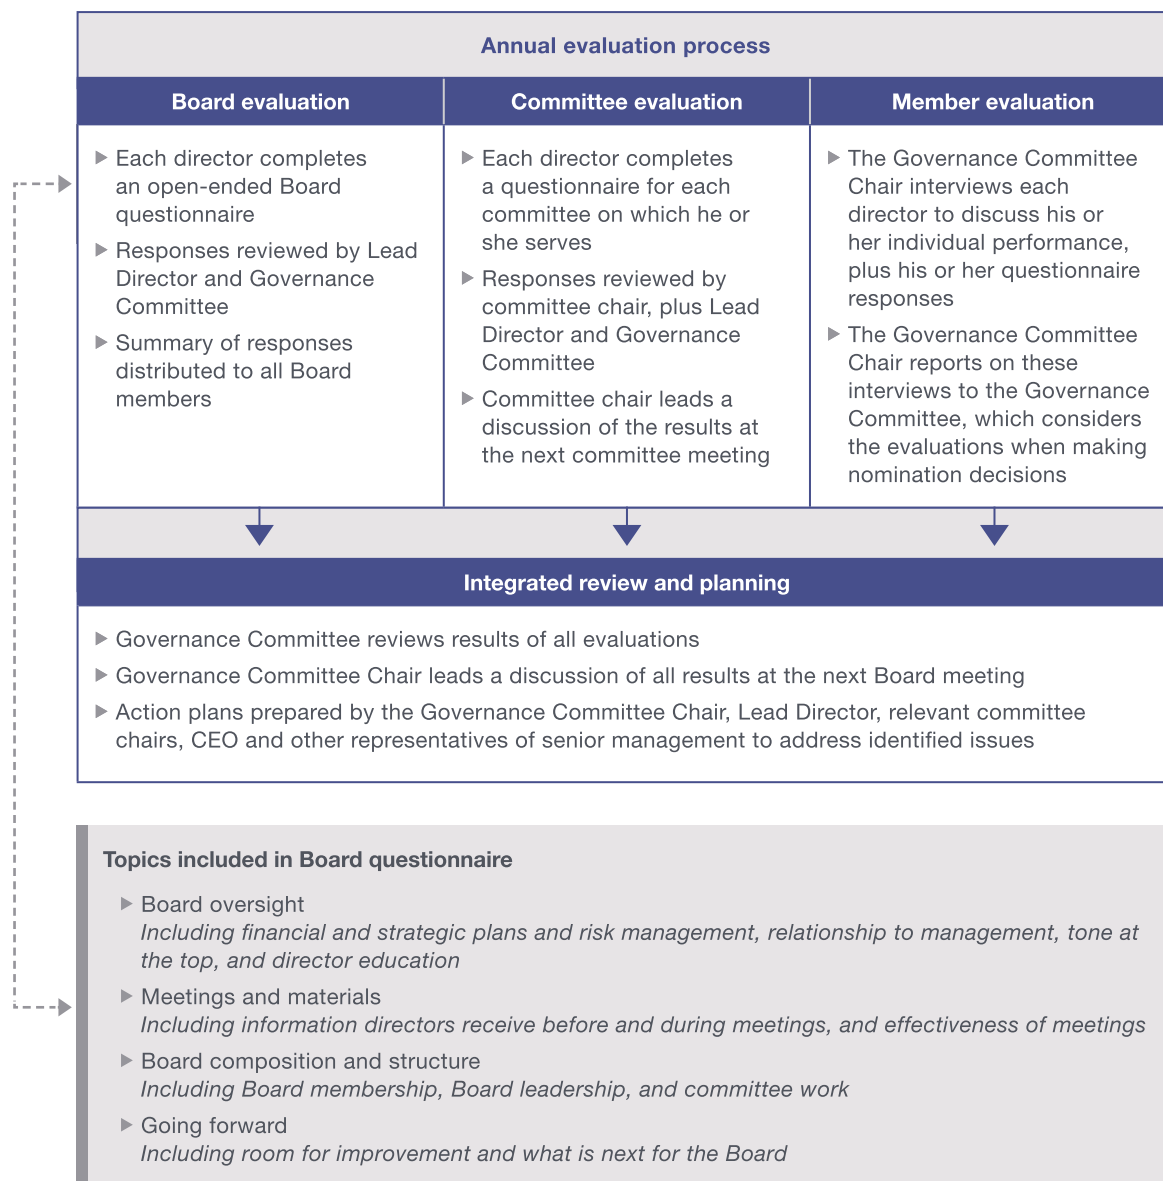 Annual evaluation process
Board evaluation
Each director completes
an open-ended Board
questionnaire
Responses reviewed by Lead
Director and Governance
Committee
Summary of responses
distributed to all Board
members
Committee evaluation
Each director completes
a questionnaire for each
committee on which he or
she serves
Responses reviewed by
committee chair, plus Lead
Director and Governance
Committee
Committee chair leads a
discussion of the results at
the next committee meeting
Member evaluation
The Governance Committee
Chair interviews each
director to discuss his or
her individual performance,
plus his or her questionnaire
responses
The Governance Committee
Chair reports on these
interviews to the Governance
Committee, which considers
the evaluations when making
nomination decisions
Integrated review and planning
Governance Committee reviews results of all evaluations
Governance Committee Chair leads a discussion of all results at the next Board meeting
Action plans prepared by the Governance Committee Chair, Lead Director, relevant committee
chairs, CEO and other representatives of senior management to address identified issues
Topics included in Board questionnaire
Board oversight
Including financial and strategic plans and risk management, relationship to management, tone at
the top, and director education
Meetings and materials
Including information directors receive before and during meetings, and effectiveness of meetings
Board composition and structure
Including Board membership, Board leadership, and committee work
Going forward
Including room for improvement and what is next for the Board